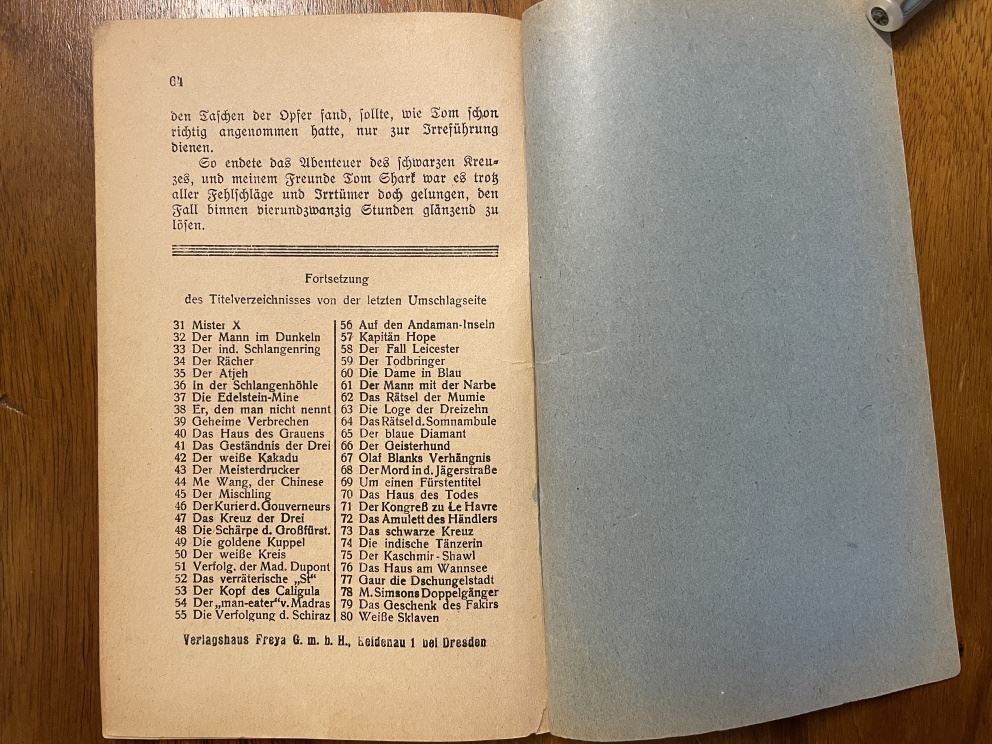 64
den Taschen der Opfer fand, sollte, wie Tom schon
richtig angenommen hatte, nur zur Irreführung
dienen.
So endete das Abenteuer des schwarzen Kreu-
zes, und meinem Freunde Tom Shark war es trotz
aller Fehlschläge und Irrtümer doch gelungen, den
Fall binnen vierundzwanzig Stunden glänzend zu
lösen.
Fortsetzung
des Titelverzeichnisses von der letzten Umschlagseite
31 Mister X
32 Der Mann im Dunkeln
33 Der ind. Schlangenring
34 Der Rächer
35 Der Atjeh
36 In der Schlangenhöhle
37 Die Edelstein-Mine
38 Er, den man nicht nennt
39 Geheime Verbrechen
40 Das Haus des Grauens
41 Das Geständnis der Drei
42 Der weiße Kakadu
43 Der Meisterdrucker
44 Me Wang, der Chinese
45 Der Mischling
46 Der Kurier d. Gouverneurs
47 Das Kreuz der Drei
48 Die Schärpe d. Großfürst.
49 Die goldene Kuppel
50 Der weiße Kreis
51 Verfolg. der Mad. Dupont
52 Das verräterische „St“
53 Der Kopf des Caligula
54 Der „man-eater“ v. Madras
55 Die Verfolgung d. Schiraz
56 Auf den Andaman-Inseln
57 Kapitän Hope
58 Der Fall Leicester
59 Der Todbringer
60 Die Dame in Blau
61 Der Mann mit der Narbe
62 Das Rätsel der Mumie
63 Die Loge der Dreizehn
64 Das Rätsel d. Somnambule
65 Der blaue Diamant
66 Der Geisterhund
67 Olaf Blanks Verhängnis
68 Der Mord in d. Jägerstraße
69 Um einen Fürstentitel
70 Das Haus des Todes
71 Der Kongreß zu Le Havre
72 Das Amulett des Händlers
73 Das schwarze Kreuz
74 Die indische Tänzerin
75 Der Kaschmir-Shawl
76 Das Haus am Wannsee
77 Gaur die Dschungelstadt
78 M. Simsons Doppelgänger
79 Das Geschenk des Fakirs
80 Weiße Sklaven
Verlagshaus Freya G. m. b. H., Heidenau 1 bei Dresden